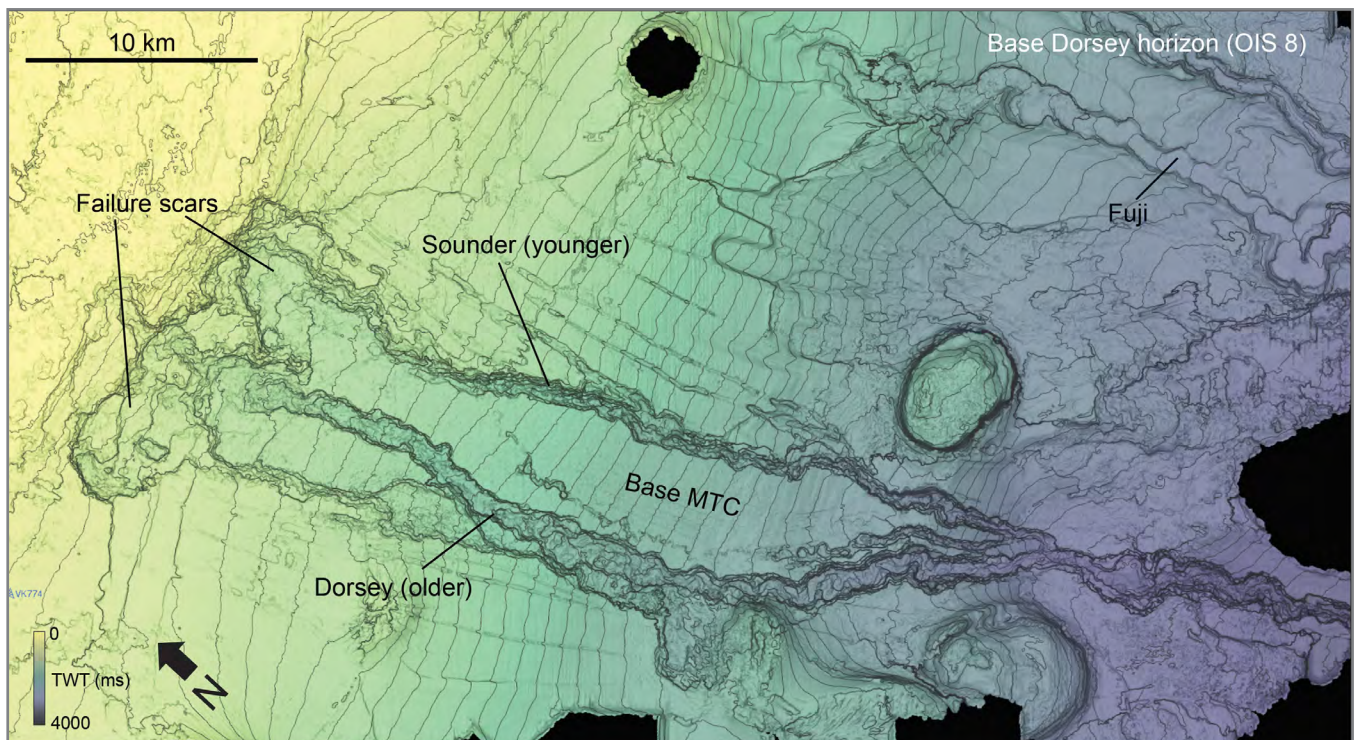 10 km
Base Dorsey horizon (OIS 8)
Failure scars
Fuji
Sounder (younger)
Base MTC
Dorsey (older)
VK774
0
TWT (ms)
4000
N